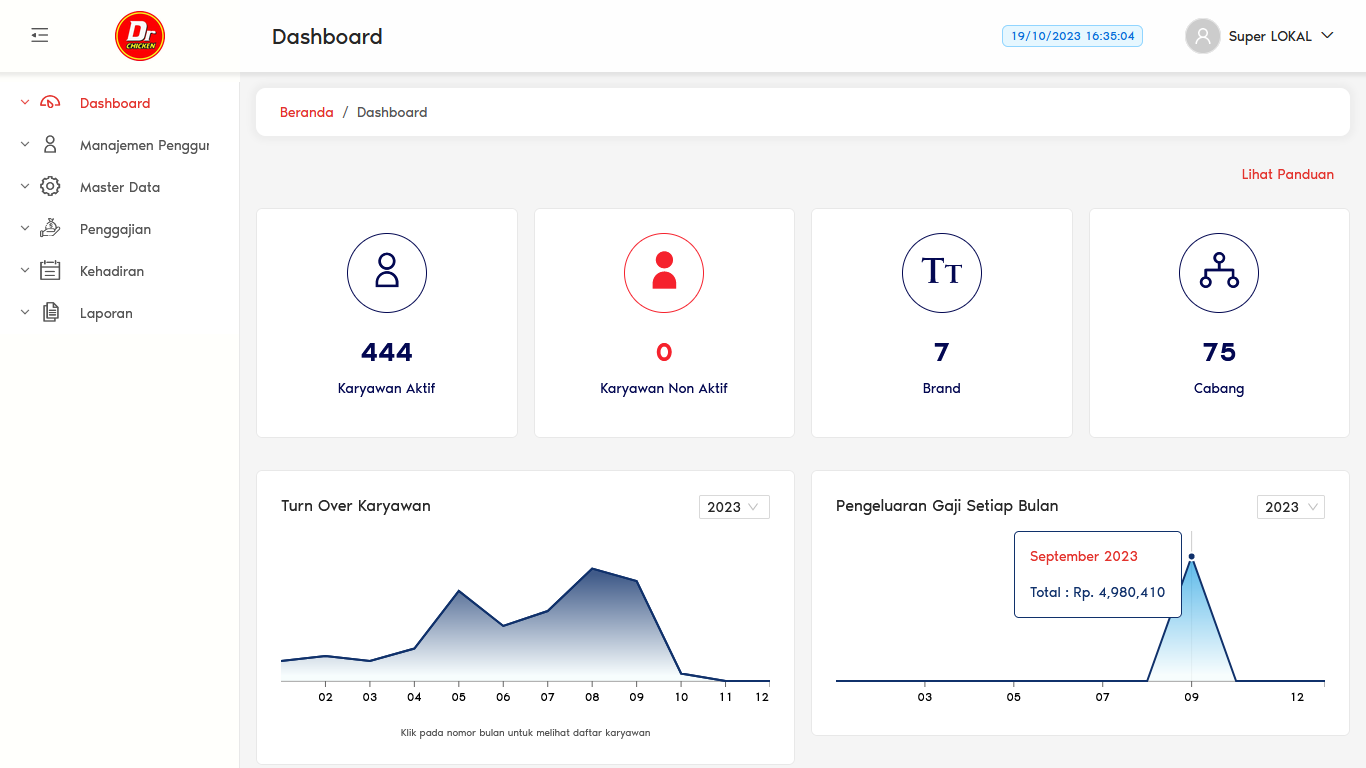 Dr
CHICKEN
Dashboard
19/10/2023 16:35:04
Super LOKAL
Dashboard
Manajemen Penggur
Master Data
Penggajian
Kehadiran
Laporan
Beranda / Dashboard
Lihat Panduan
444
Karyawan Aktif
0
Karyawan Non Aktif
TT
7
Brand
75
Cabang
Turn Over Karyawan
2023
02 03 04 05 06 07 08 09 10 11 12
Klik pada nomor bulan untuk melihat daftar karyawan
Pengeluaran Gaji Setiap Bulan
2023
September 2023
Total : Rp. 4,980,410
03 05 07 09 12